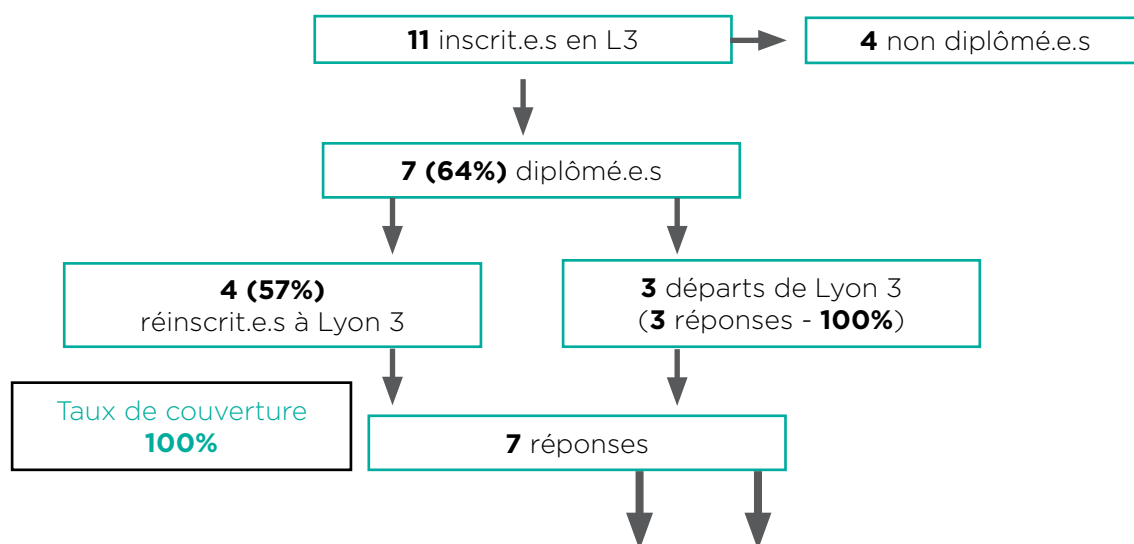 11 inscrit.e.s en L3
4 non diplômé.e.s
7 (64%) diplômé.e.s
4 (57%)
réinscrit.e.s à Lyon 3
3 départs de Lyon 3
(3 réponses - 100%)
Taux de couverture
100%
7 réponses